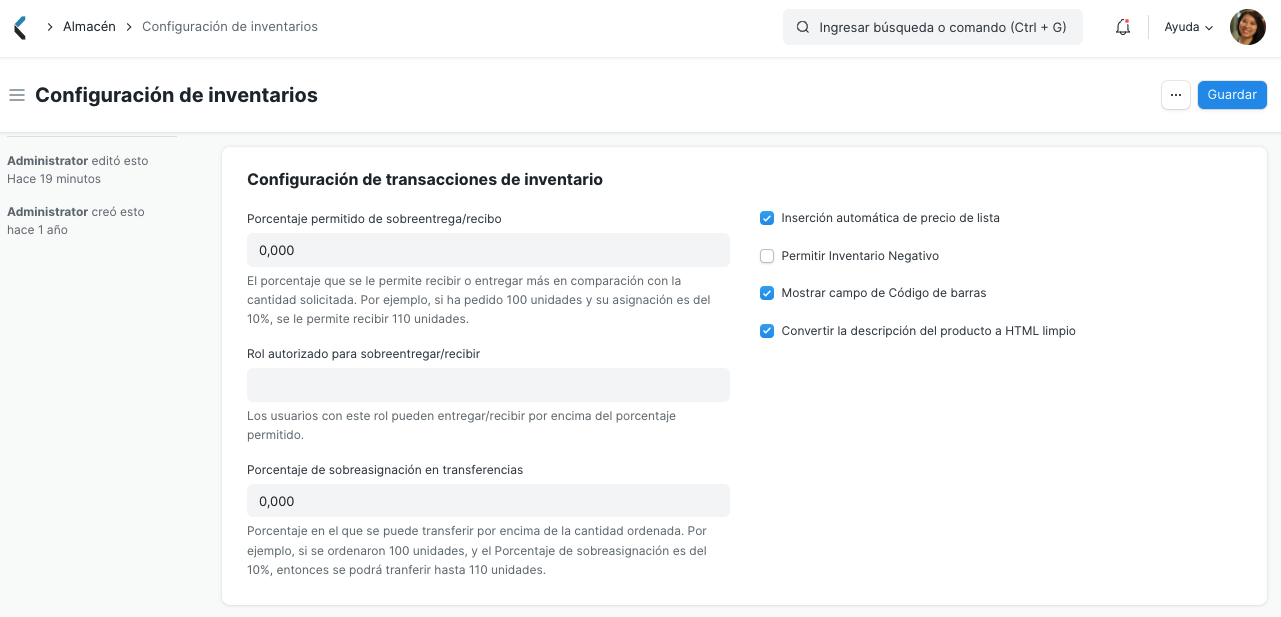 Almacén
Configuración de inventarios
Ingresar búsqueda o comando (Ctrl + G)
Ayuda
Configuración de inventarios
...
Guardar
Administrator editó esto
Hace 19 minutos
Administrator creó esto
hace 1 año
Configuración de transacciones de inventario
Porcentaje permitido de sobreentrega/recibo
0,000
El porcentaje que se le permite recibir o entregar más en comparación con la
cantidad solicitada. Por ejemplo, si ha pedido 100 unidades y su asignación es del
10%, se le permite recibir 110 unidades.
Rol autorizado para sobreentregar/recibir
Los usuarios con este rol pueden entregar/recibir por encima del porcentaje
permitido.
Porcentaje de sobreasignación en transferencias
0,000
Porcentaje en el que se puede transferir por encima de la cantidad ordenada. Por
ejemplo, si se ordenaron 100 unidades, y el Porcentaje de sobreasignación es del
10%, entonces se podrá tranferir hasta 110 unidades.
Inserción automática de precio de lista
Permitir Inventario Negativo
Mostrar campo de Código de barras
Convertir la descripción del producto a HTML limpio